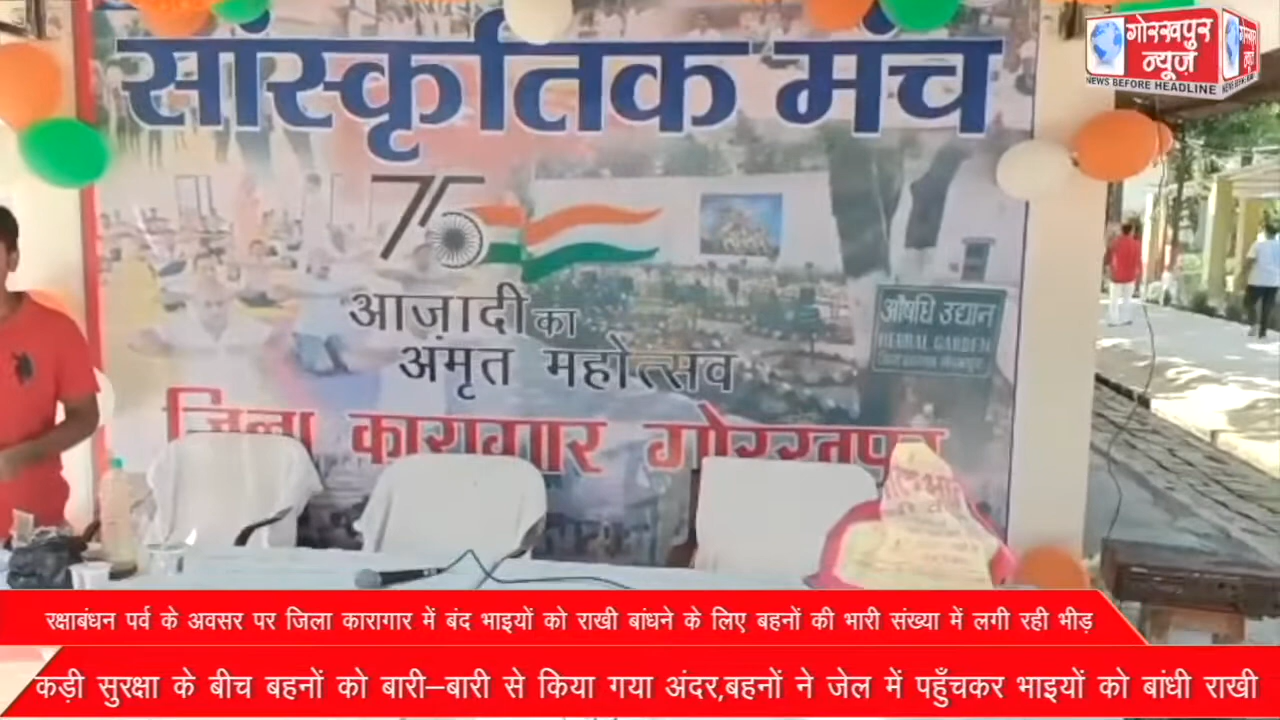 सांस्कृतिक मंच
गोरखपुर
न्यूज़
NEWS BEFORE HEADLINE
75
आज़ादी का
अमृत महोत्सव
औषधि उद्यान
HERBAL GARDEN
जिला कारागार गोरखपुर
रक्षाबंधन पर्व के अवसर पर जिला कारागार में बंद भाइयों को राखी बांधने के लिए बहनों की भारी संख्या में लगी रही भीड़
कड़ी सुरक्षा के बीच बहनों को बारी–बारी से किया गया अंदर,बहनों ने जेल में पहुँचकर भाइयों को बांधी राखी